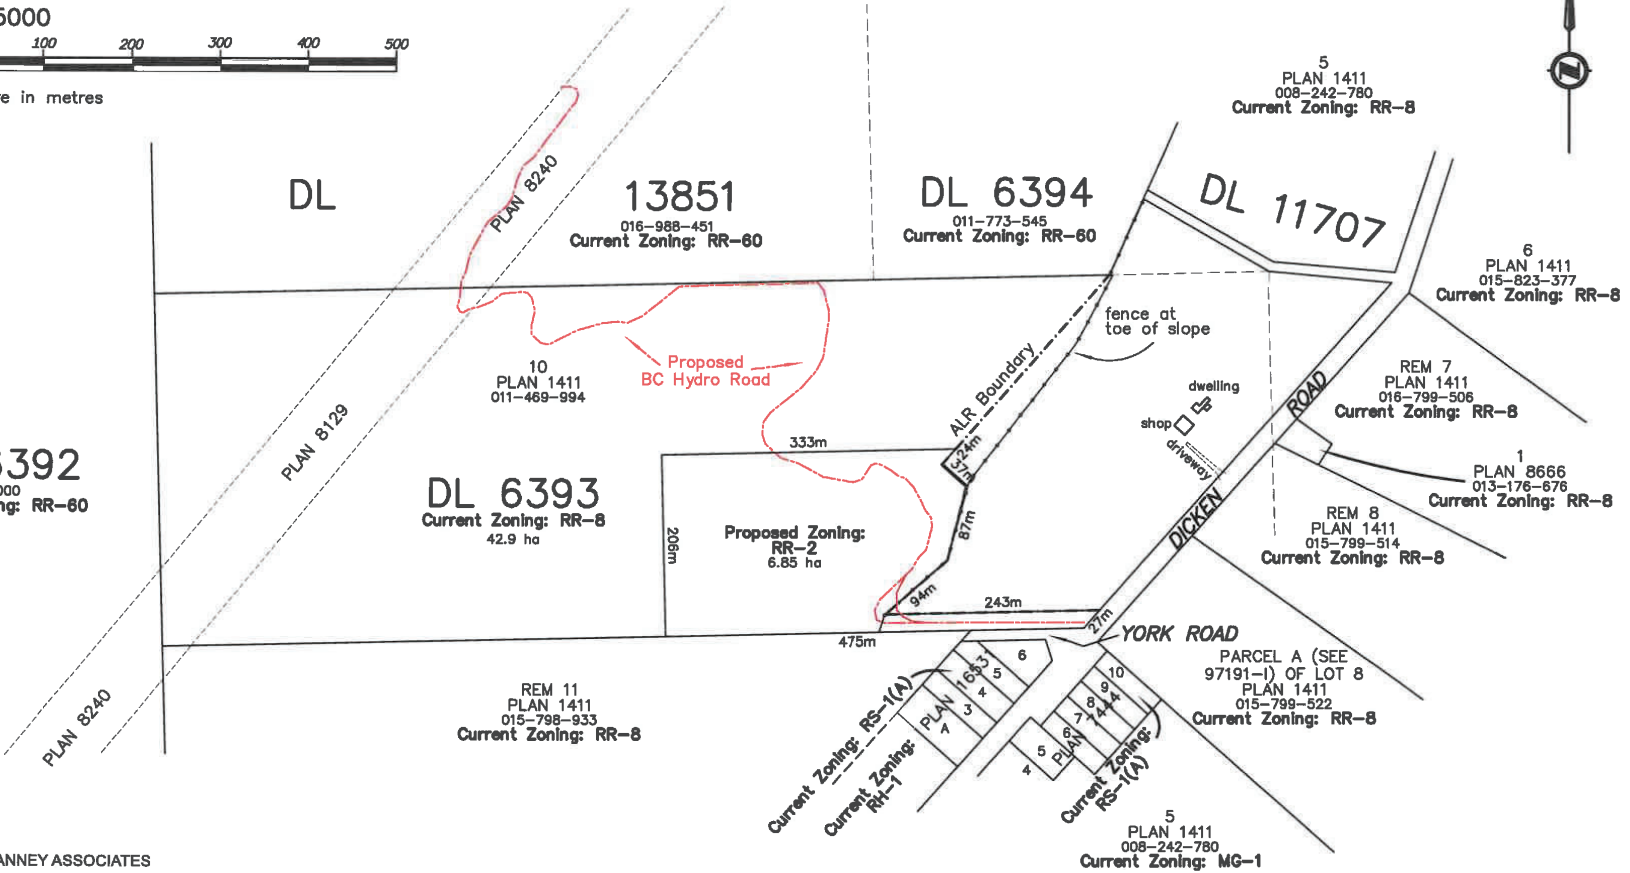 5000
100 200 300 400 500
re in metres
5
PLAN 1411
008-242-780
Current Zoning: RR-8
DL
PLAN 8240
13851
016-988-451
Current Zoning: RR-60
DL 6394
011-773-545
Current Zoning: RR-60
DL 11707
6
PLAN 1411
015-823-377
Current Zoning: RR-8
fence at
toe of slope
ALR Boundary
Proposed
BC Hydro Road
10
PLAN 1411
011-469-994
dwelling
shop
driveway
DICKEN ROAD
REM 7
PLAN 1411
016-799-506
Current Zoning: RR-8
PLAN 8129
333m
24m
37m
6392
000
ng: RR-60
DL 6393
Current Zoning: RR-8
42.9 ha
206m
Proposed Zoning:
RR-2
6.85 ha
87m
1
PLAN 8666
013-176-676
Current Zoning: RR-8
REM 8
PLAN 1411
015-799-514
Current Zoning: RR-8
94m
243m
27m
475m
YORK ROAD
PARCEL A (SEE
97191-I) OF LOT 8
PLAN 1411
015-799-522
Current Zoning: RR-8
PLAN 8240
REM 11
PLAN 1411
015-798-933
Current Zoning: RR-8
6
5
4
3
A
PLAN 16531
Current Zoning: RS-1(A)
Current Zoning:
RH-1
10
9
8
7
6
5
4
PLAN 7444
Current Zoning:
RS-1(A)
5
PLAN 1411
008-242-780
Current Zoning: MG-1
ANNEY ASSOCIATES